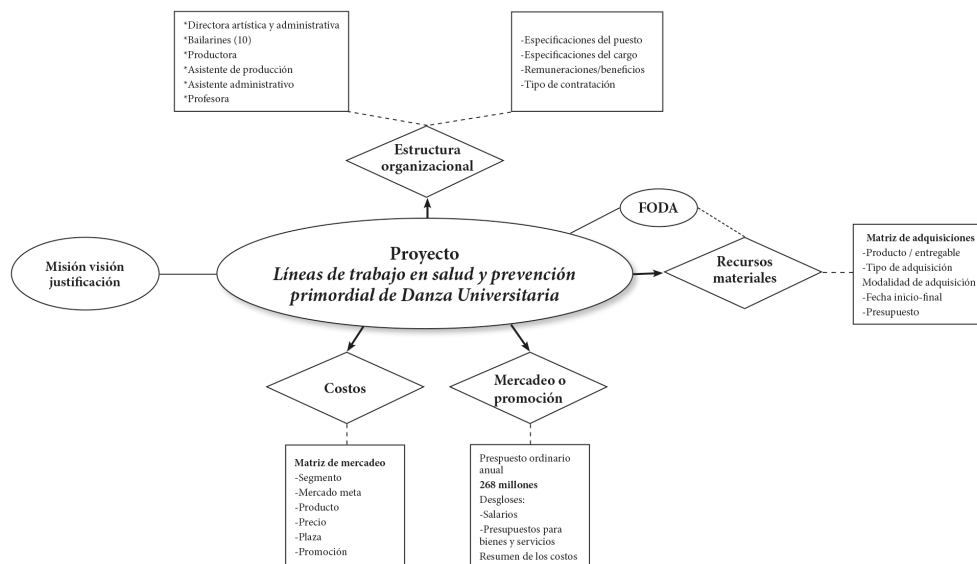 *Directora artística y administrativa
*Bailarines (10)
*Productora
*Asistente de producción
*Asistente administrativo
*Profesora
-Especificaciones del puesto
-Especificaciones del cargo
-Remuneraciones/beneficios
-Tipo de contratación
Estructura
organizacional
FODA
Misión visión
justificación
Proyecto
Líneas de trabajo en salud y prevención
primordial de Danza Universitaria
Recursos
materiales
Matriz de adquisiciones
-Producto / entregable
-Tipo de adquisición
Modalidad de adquisición
-Fecha inicio-final
-Presupuesto
Costos
Mercadeo o
promoción
Matriz de mercadeo
-Segmento
-Mercado meta
-Producto
-Precio
-Plaza
-Promoción
Prespuesto ordinario
anual
268 millones
Desgloses:
-Salarios
-Presupuestos para
bienes y servicios
Resumen de los costos